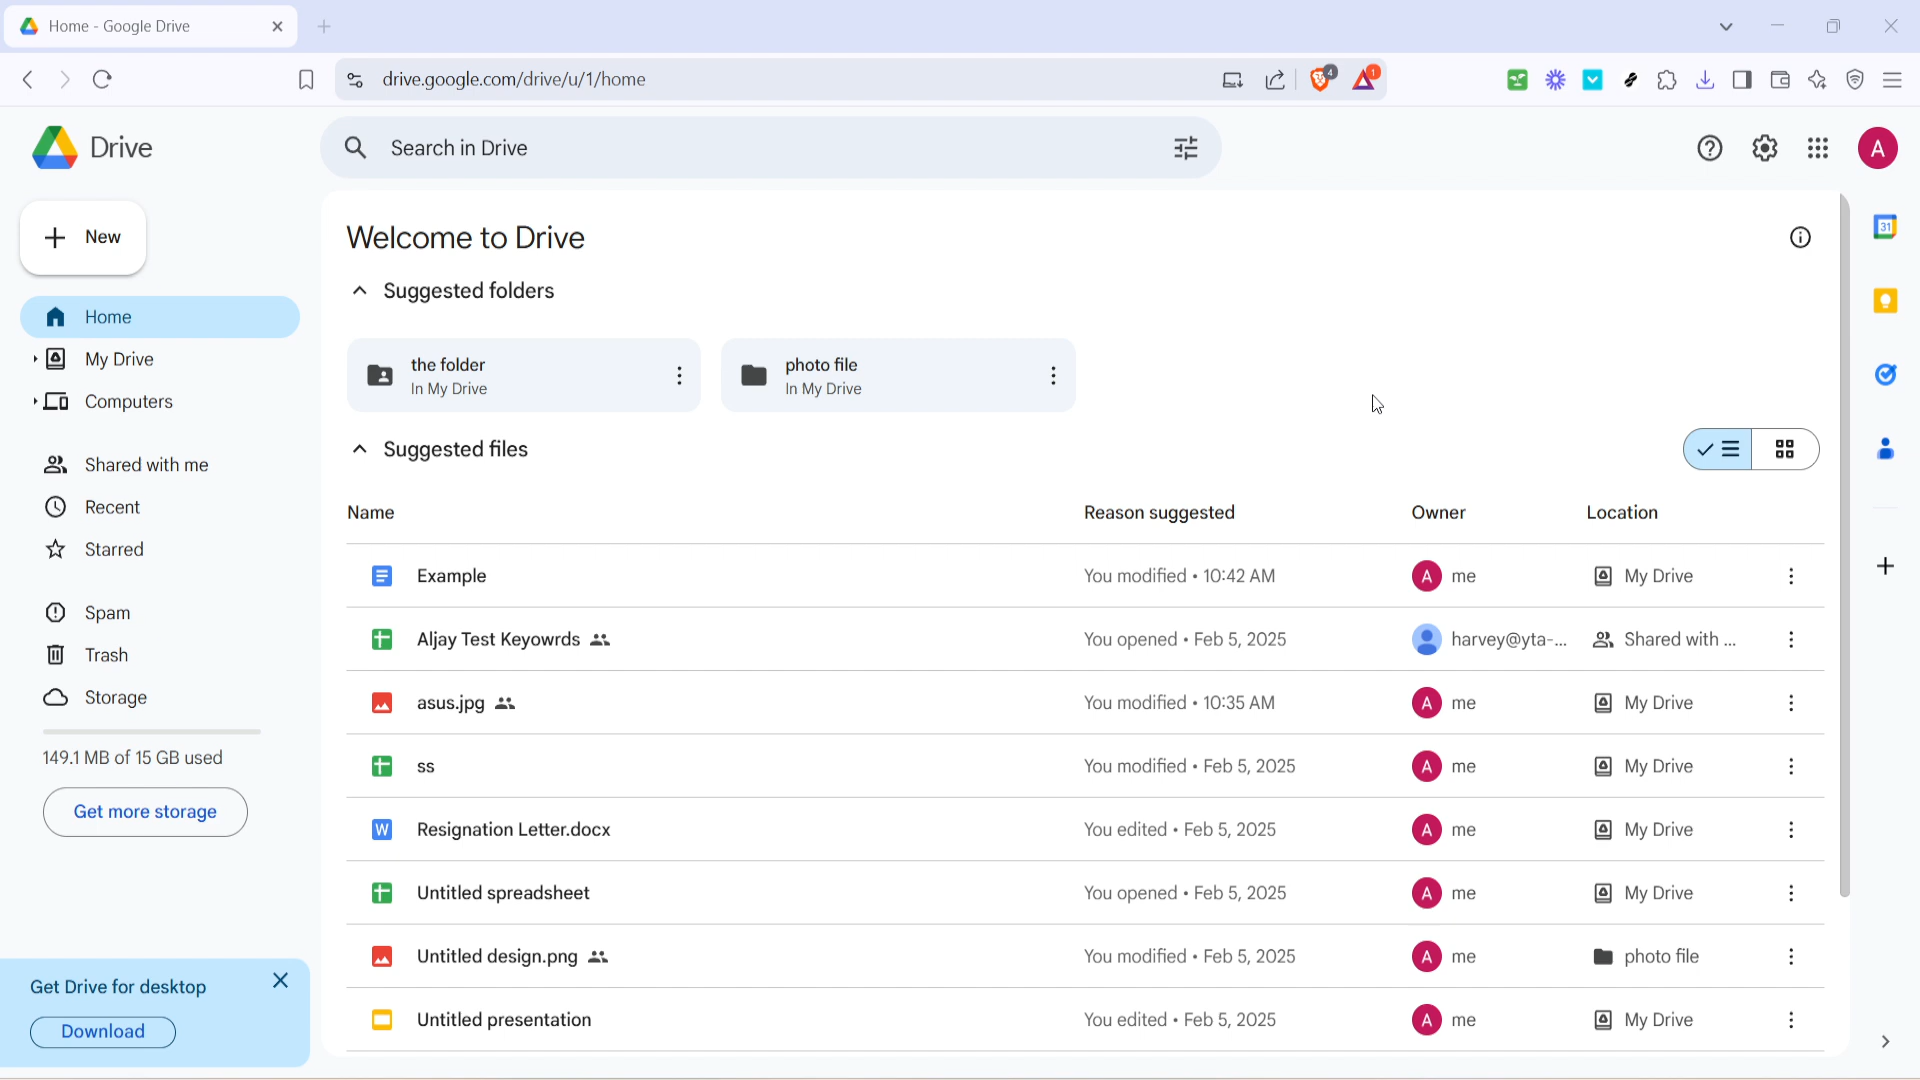 Home - Google Drive
drive.google.com/drive/u/1/home
4
1
Drive
Search in Drive
A
New
Welcome to Drive
31
Suggested folders
Home
My Drive
Computers
the folder
In My Drive
photo file
In My Drive
Suggested files
Shared with me
Recent
Starred
Spam
Trash
Storage
149.1 MB of 15 GB used
Get more storage
Name Reason suggested Owner Location
Example You modified • 10:42 AM A me My Drive
Aljay Test Keyowrds You opened • Feb 5, 2025 harvey@yta-... Shared with ...
asus.jpg You modified • 10:35 AM A me My Drive
ss You modified • Feb 5, 2025 A me My Drive
W Resignation Letter.docx You edited • Feb 5, 2025 A me My Drive
Untitled spreadsheet You opened • Feb 5, 2025 A me My Drive
Untitled design.png You modified • Feb 5, 2025 A me photo file
Untitled presentation You edited • Feb 5, 2025 A me My Drive
Get Drive for desktop
Download